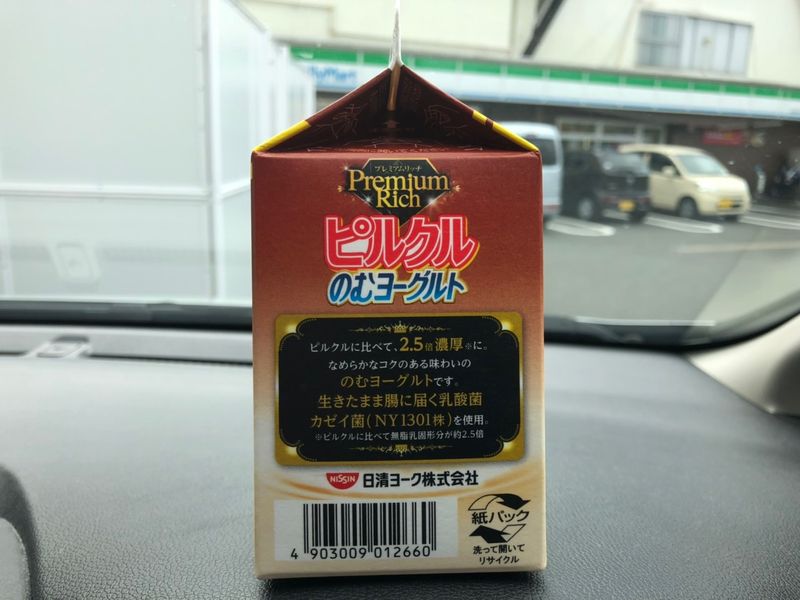 プレミアムリッチ
Premium
Rich
ピルクル
のむヨーグルト
ピルクルに比べて、2.5倍濃厚※に。
なめらかなコクのある味わいの
のむヨーグルトです。
生きたまま腸に届く乳酸菌
カゼイ菌(NY1301株)を使用。
※ピルクルに比べて無脂乳固形分が約2.5倍
NISSIN 日清ヨーク株式会社
4 903009 012660
紙パック
洗って開いて
リサイクル